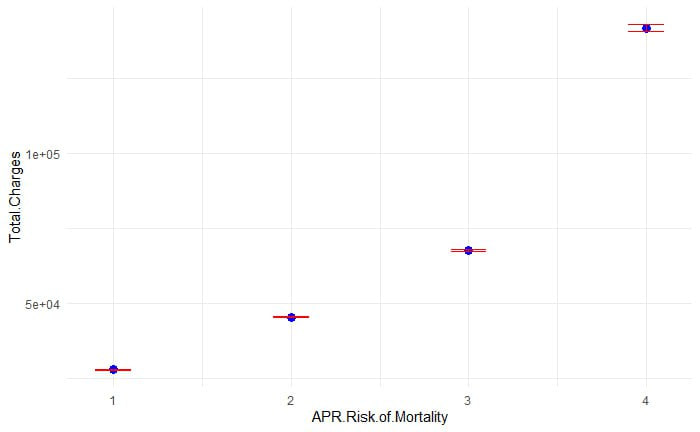 Total.Charges
1e+05
5e+04
1 2 3 4
APR.Risk.of.Mortality